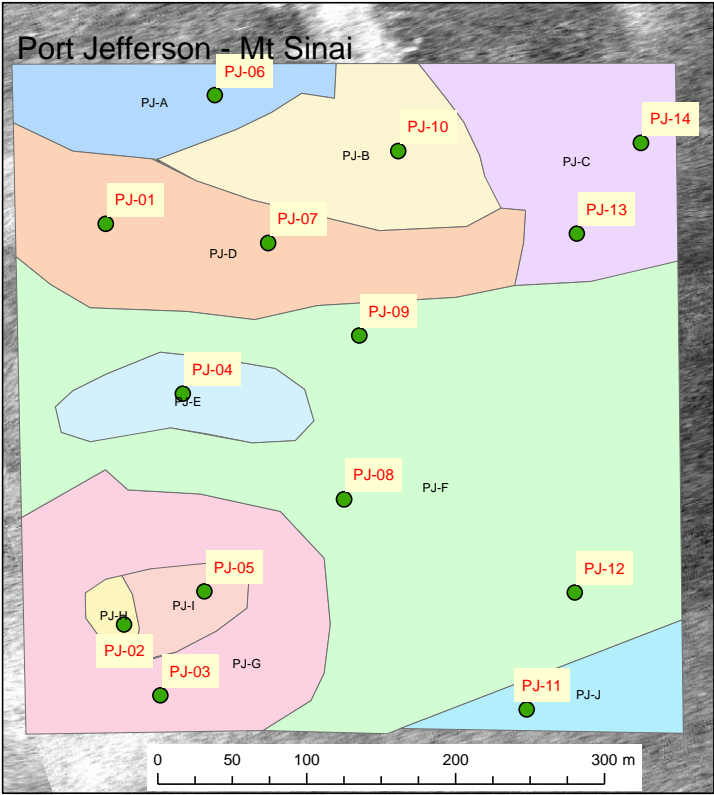 Port Jefferson - Mt Sinai
PJ-06
PJ-A
PJ-14
PJ-10
PJ-B
PJ-C
PJ-01
PJ-07
PJ-13
PJ-D
PJ-09
PJ-04
PJ-E
PJ-08
PJ-F
PJ-05
PJ-12
PJ-I
PJ-H
PJ-02
PJ-G
PJ-03
PJ-11
PJ-J
0 50 100 200 300 m